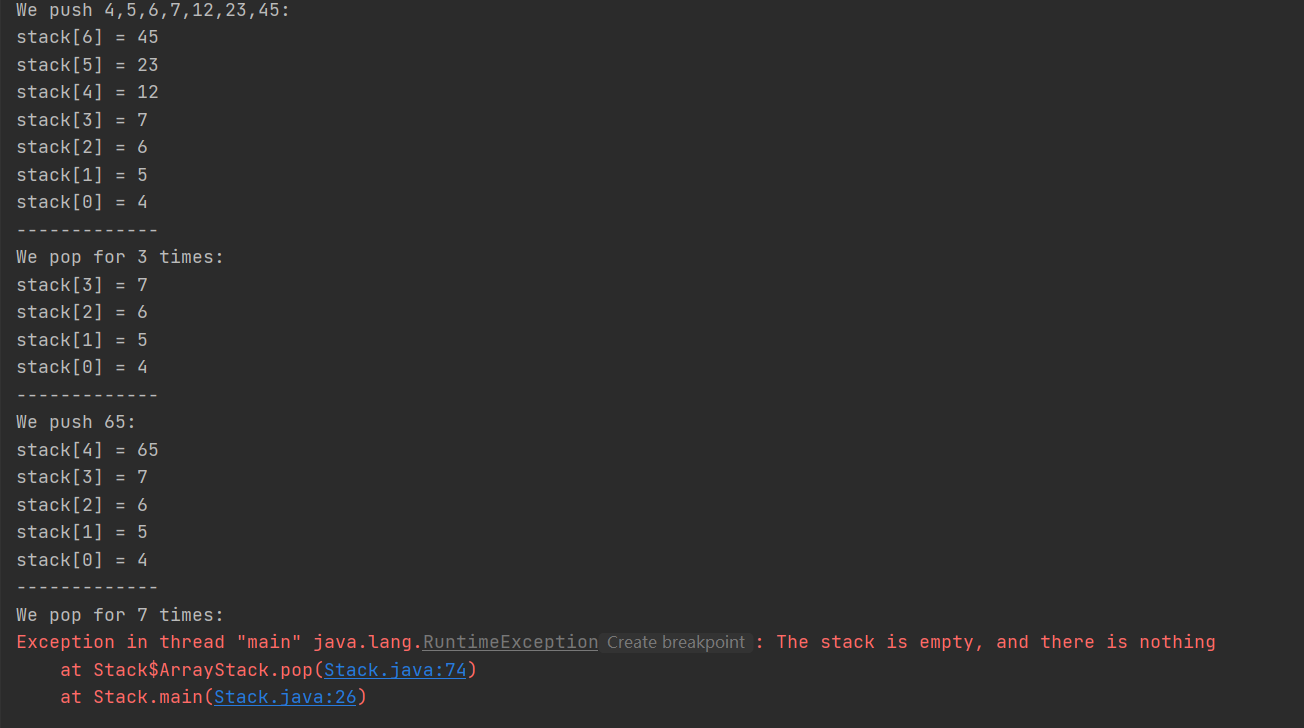 We push 4,5,6,7,12,23,45:
stack[6] = 45
stack[5] = 23
stack[4] = 12
stack[3] = 7
stack[2] = 6
stack[1] = 5
stack[0] = 4
-------------
We pop for 3 times:
stack[3] = 7
stack[2] = 6
stack[1] = 5
stack[0] = 4
-------------
We push 65:
stack[4] = 65
stack[3] = 7
stack[2] = 6
stack[1] = 5
stack[0] = 4
-------------
We pop for 7 times:
Exception in thread "main" java.lang.RuntimeException Create breakpoint : The stack is empty, and there is nothing
    at Stack$ArrayStack.pop(Stack.java:74)
    at Stack.main(Stack.java:26)